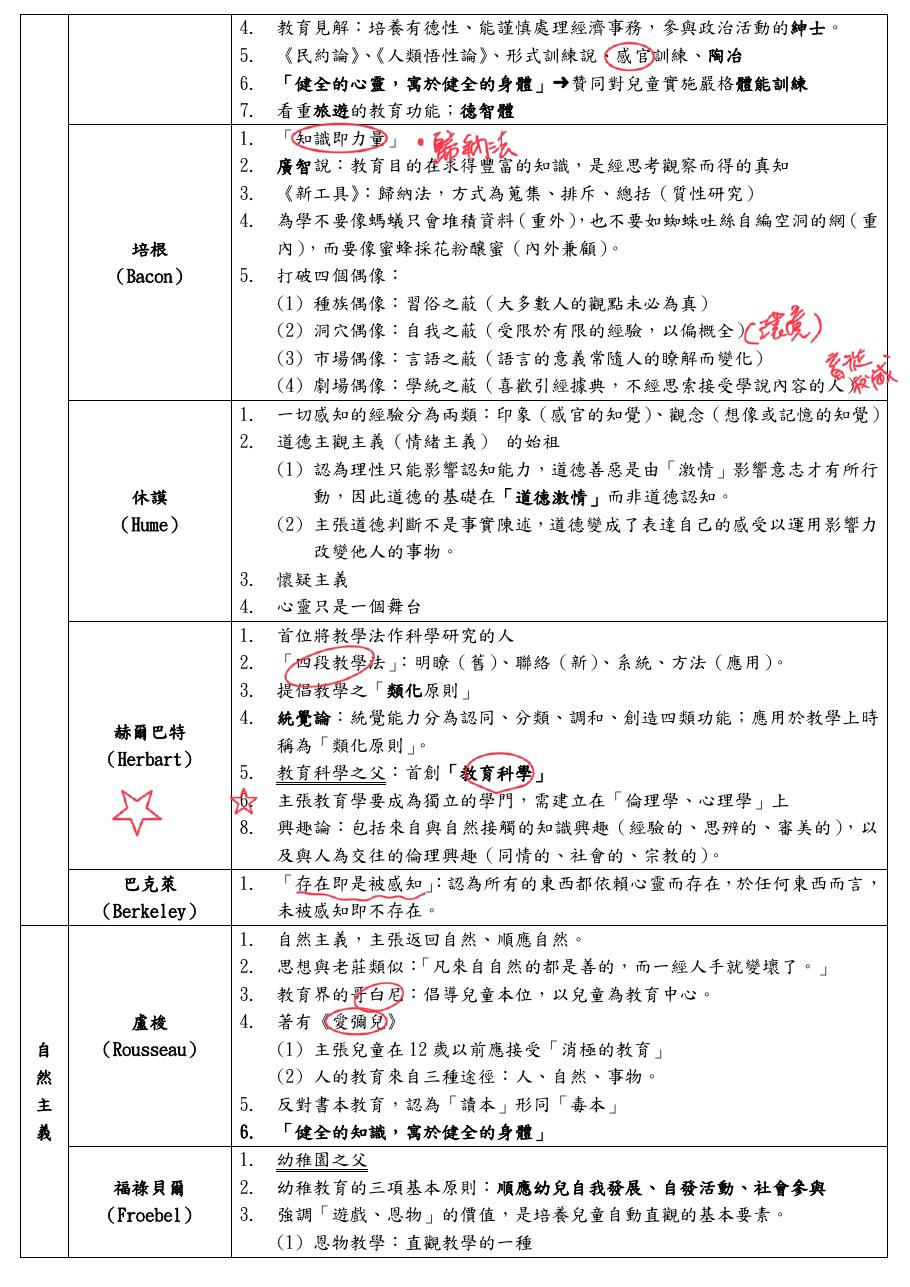 4. 教育見解：培養有德性、能謹慎處理經濟事務，參與政治活動的紳士。
5. 《民約論》、《人類悟性論》、形式訓練說、感官訓練、陶冶
6. 「健全的心靈，寓於健全的身體」➔贊同對兒童實施嚴格體能訓練
7. 看重旅遊的教育功能；德智體
培根
（Bacon）
1. 「知識即力量」 ·歸納法
2. 廣智說：教育目的在求得豐富的知識，是經思考觀察而得的真知
3. 《新工具》：歸納法，方式為蒐集、排斥、總括（質性研究）
4. 為學不要像螞蟻只會堆積資料（重外），也不要如蜘蛛吐絲自編空洞的網（重
內），而要像蜜蜂採花粉釀蜜（內外兼顧）。
5. 打破四個偶像：
(1) 種族偶像：習俗之蔽（大多數人的觀點未必為真）
(2) 洞穴偶像：自我之蔽（受限於有限的經驗，以偏概全）（環境）
(3) 市場偶像：言語之蔽（語言的意義常隨人的瞭解而變化）
盲從權威
(4) 劇場偶像：學統之蔽（喜歡引經據典，不經思索接受學說內容的人）
休謨
（Hume）
1. 一切感知的經驗分為兩類：印象（感官的知覺）、觀念（想像或記憶的知覺）
2. 道德主觀主義（情緒主義） 的始祖
(1) 認為理性只能影響認知能力，道德善惡是由「激情」影響意志才有所行
動，因此道德的基礎在「道德激情」而非道德認知。
(2) 主張道德判斷不是事實陳述，道德變成了表達自己的感受以運用影響力
改變他人的事物。
3. 懷疑主義
4. 心靈只是一個舞台
赫爾巴特
（Herbart）
1. 首位將教學法作科學研究的人
2. 「四段教學法」：明瞭（舊）、聯絡（新）、系統、方法（應用）。
3. 提倡教學之「類化原則」
4. 統覺論：統覺能力分為認同、分類、調和、創造四類功能；應用於教學上時
稱為「類化原則」。
5. 教育科學之父：首創「教育科學」
6. 主張教育學要成為獨立的學門，需建立在「倫理學、心理學」上
8. 興趣論：包括來自與自然接觸的知識興趣（經驗的、思辨的、審美的），以
及與人為交往的倫理興趣（同情的、社會的、宗教的）。
巴克萊
（Berkeley）
1. 「存在即是被感知」：認為所有的東西都依賴心靈而存在，於任何東西而言，
未被感知即不存在。
自然主義
盧梭
（Rousseau）
1. 自然主義，主張返回自然、順應自然。
2. 思想與老莊類似：「凡來自自然的都是善的，而一經人手就變壞了。」
3. 教育界的哥白尼：倡導兒童本位，以兒童為教育中心。
4. 著有《愛彌兒》
(1) 主張兒童在 12 歲以前應接受「消極的教育」
(2) 人的教育來自三種途徑：人、自然、事物。
5. 反對書本教育，認為「讀本」形同「毒本」
6. 「健全的知識，寓於健全的身體」
福祿貝爾
（Froebel）
1. 幼稚園之父
2. 幼稚教育的三項基本原則：順應幼兒自我發展、自發活動、社會參與
3. 強調「遊戲、恩物」的價值，是培養兒童自動直觀的基本要素。
(1) 恩物教學：直觀教學的一種